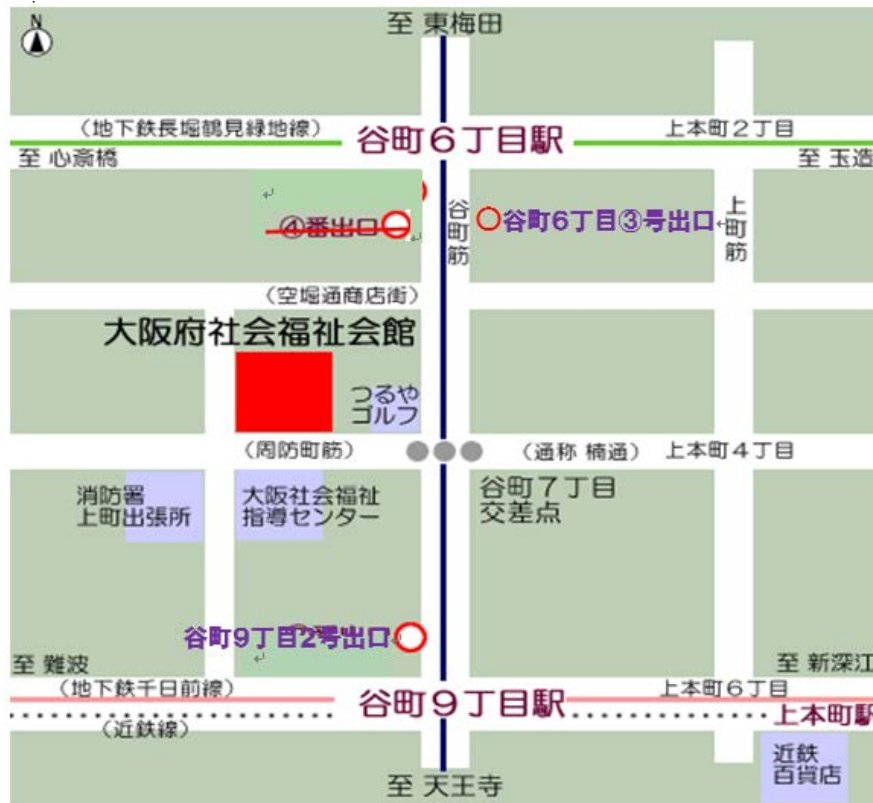 N
至 東梅田
(地下鉄長堀鶴見緑地線)
谷町6丁目駅
上本町2丁目
至 心斎橋
至 玉造
④番出口
谷町筋
谷町6丁目③号出口
上町筋
(空堀通商店街)
大阪府社会福祉会館
つるや
ゴルフ
(周防町筋)
(通称 楠通)
上本町4丁目
消防署
上町出張所
大阪社会福祉
指導センター
谷町7丁目
交差点
谷町9丁目2号出口
至 難波
至 新深江
(地下鉄千日前線)
谷町9丁目駅
上本町6丁目
(近鉄線)
上本町駅
近鉄
百貨店
至 天王寺